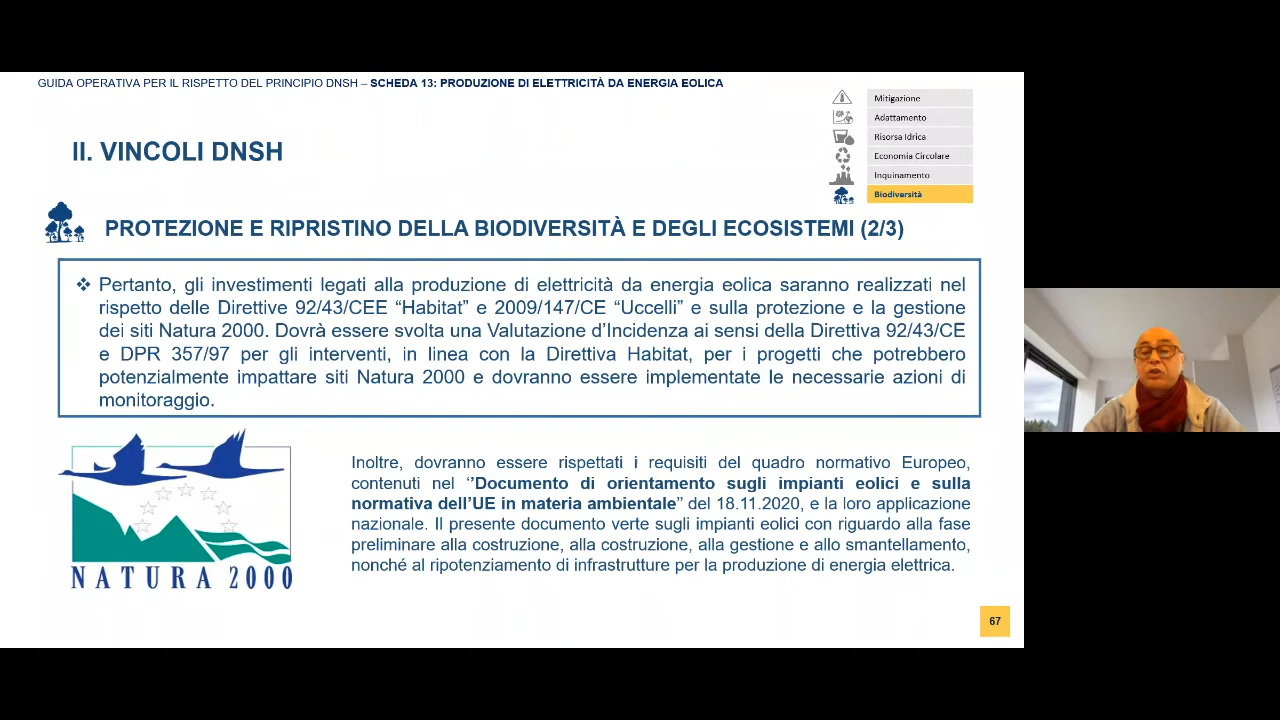 GUIDA OPERATIVA PER IL RISPETTO DEL PRINCIPIO DNSH – SCHEDA 13: PRODUZIONE DI ELETTRICITÀ DA ENERGIA EOLICA
Mitigazione
Adattamento
Risorsa Idrica
Economia Circolare
Inquinamento
Biodiversità
II. VINCOLI DNSH
PROTEZIONE E RIPRISTINO DELLA BIODIVERSITÀ E DEGLI ECOSISTEMI (2/3)
❖ Pertanto, gli investimenti legati alla produzione di elettricità da energia eolica saranno realizzati nel
rispetto delle Direttive 92/43/CEE “Habitat” e 2009/147/CE “Uccelli” e sulla protezione e la gestione
dei siti Natura 2000. Dovrà essere svolta una Valutazione d’Incidenza ai sensi della Direttiva 92/43/CE
e DPR 357/97 per gli interventi, in linea con la Direttiva Habitat, per i progetti che potrebbero
potenzialmente impattare siti Natura 2000 e dovranno essere implementate le necessarie azioni di
monitoraggio.
NATURA 2000
Inoltre, dovranno essere rispettati i requisiti del quadro normativo Europeo,
contenuti nel ‘’Documento di orientamento sugli impianti eolici e sulla
normativa dell’UE in materia ambientale’’ del 18.11.2020, e la loro applicazione
nazionale. Il presente documento verte sugli impianti eolici con riguardo alla fase
preliminare alla costruzione, alla costruzione, alla gestione e allo smantellamento,
nonché al ripotenziamento di infrastrutture per la produzione di energia elettrica.
67